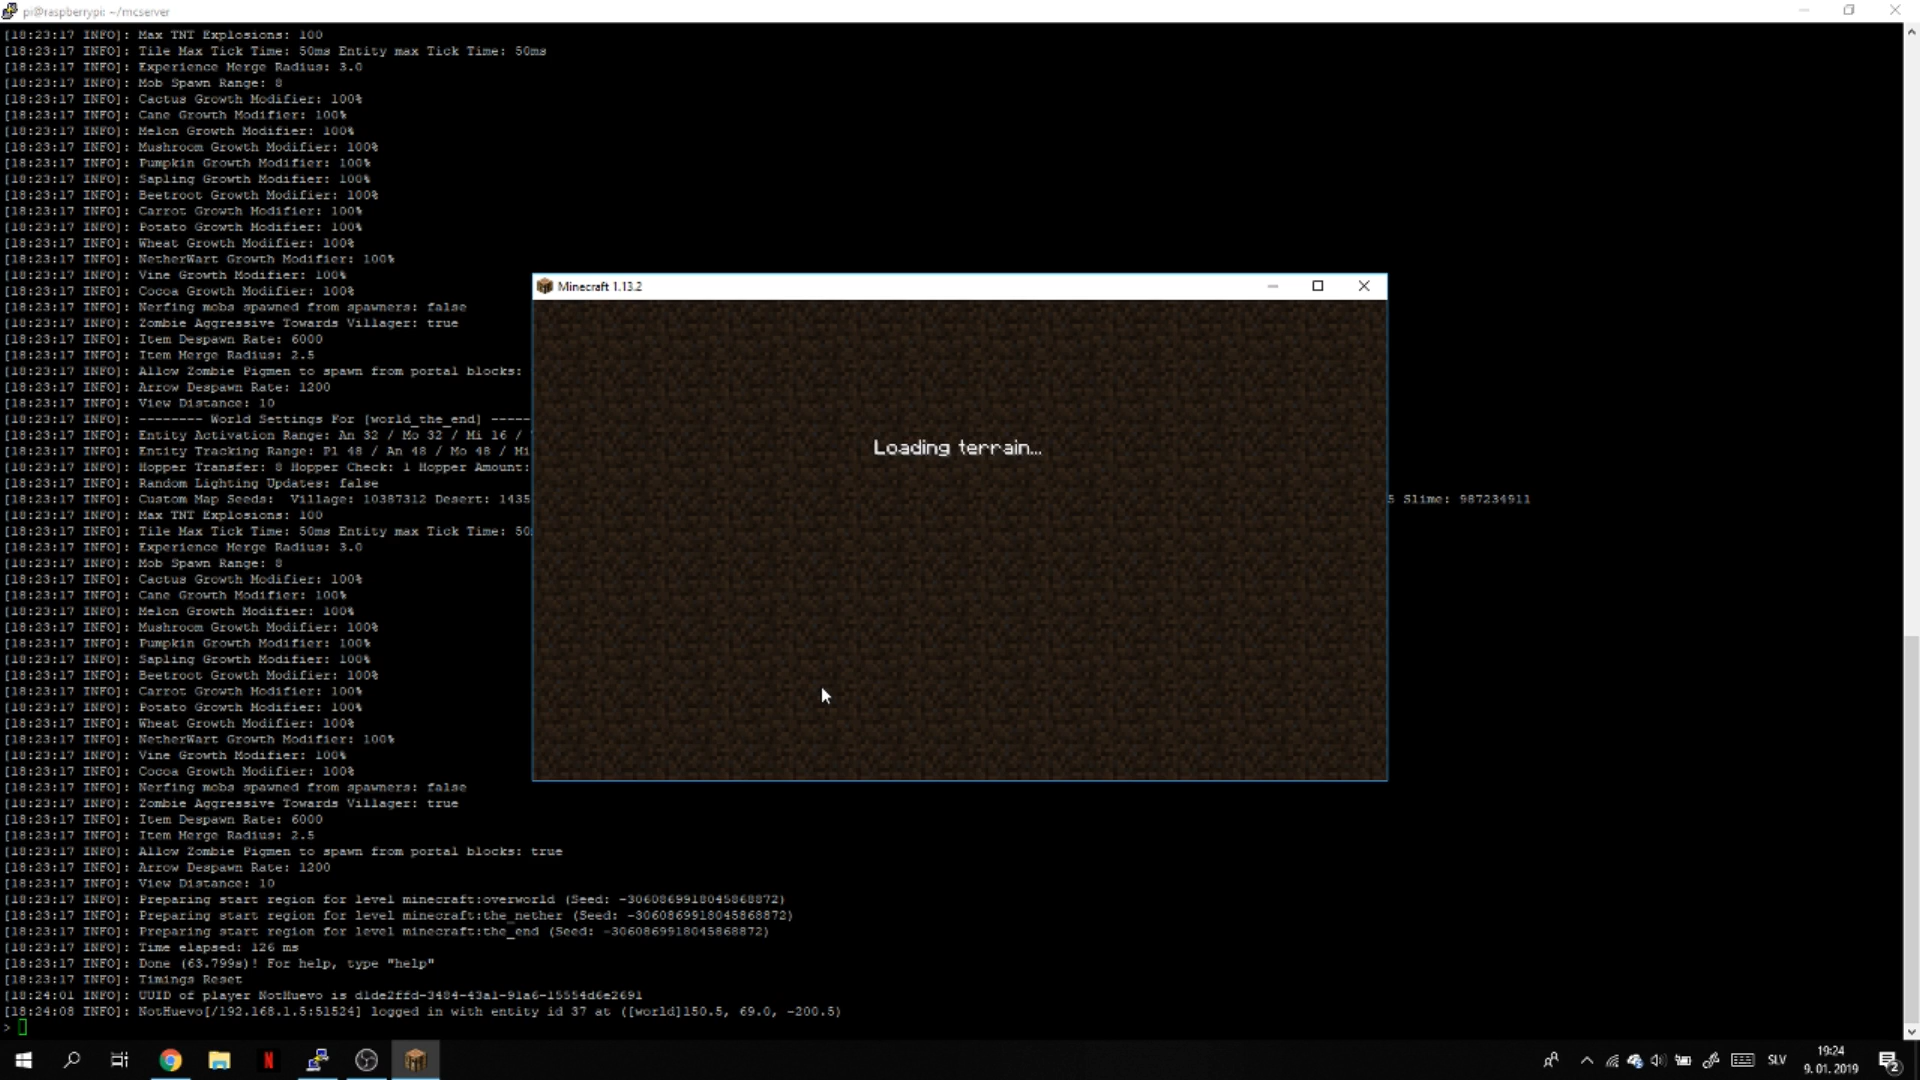 pi@raspberrypi: ~/mcserver
[18:23:17 INFO]: Max TNT Explosions: 100
[18:23:17 INFO]: Tile Max Tick Time: 50ms Entity max Tick Time: 50ms
[18:23:17 INFO]: Experience Merge Radius: 3.0
[18:23:17 INFO]: Mob Spawn Range: 8
[18:23:17 INFO]: Cactus Growth Modifier: 100%
[18:23:17 INFO]: Cane Growth Modifier: 100%
[18:23:17 INFO]: Melon Growth Modifier: 100%
[18:23:17 INFO]: Mushroom Growth Modifier: 100%
[18:23:17 INFO]: Pumpkin Growth Modifier: 100%
[18:23:17 INFO]: Sapling Growth Modifier: 100%
[18:23:17 INFO]: Beetroot Growth Modifier: 100%
[18:23:17 INFO]: Carrot Growth Modifier: 100%
[18:23:17 INFO]: Potato Growth Modifier: 100%
[18:23:17 INFO]: Wheat Growth Modifier: 100%
[18:23:17 INFO]: NetherWart Growth Modifier: 100%
[18:23:17 INFO]: Vine Growth Modifier: 100%
[18:23:17 INFO]: Cocoa Growth Modifier: 100%
[18:23:17 INFO]: Nerfing mobs spawned from spawners: false
[18:23:17 INFO]: Zombie Aggressive Towards Villager: true
[18:23:17 INFO]: Item Despawn Rate: 6000
[18:23:17 INFO]: Item Merge Radius: 2.5
[18:23:17 INFO]: Allow Zombie Pigmen to spawn from portal blocks:
[18:23:17 INFO]: Arrow Despawn Rate: 1200
[18:23:17 INFO]: View Distance: 10
[18:23:17 INFO]: -------- World Settings For [world_the_end] -----
[18:23:17 INFO]: Entity Activation Range: An 32 / Mo 32 / Mi 16 /
[18:23:17 INFO]: Entity Tracking Range: Pl 48 / An 48 / Mo 48 / Mi
[18:23:17 INFO]: Hopper Transfer: 8 Hopper Check: 1 Hopper Amount:
[18:23:17 INFO]: Random Lighting Updates: false
[18:23:17 INFO]: Custom Map Seeds:  Village: 10387312 Desert: 1435 5 Slime: 987234911
[18:23:17 INFO]: Max TNT Explosions: 100
[18:23:17 INFO]: Tile Max Tick Time: 50ms Entity max Tick Time: 50
[18:23:17 INFO]: Experience Merge Radius: 3.0
[18:23:17 INFO]: Mob Spawn Range: 8
[18:23:17 INFO]: Cactus Growth Modifier: 100%
[18:23:17 INFO]: Cane Growth Modifier: 100%
[18:23:17 INFO]: Melon Growth Modifier: 100%
[18:23:17 INFO]: Mushroom Growth Modifier: 100%
[18:23:17 INFO]: Pumpkin Growth Modifier: 100%
[18:23:17 INFO]: Sapling Growth Modifier: 100%
[18:23:17 INFO]: Beetroot Growth Modifier: 100%
[18:23:17 INFO]: Carrot Growth Modifier: 100%
[18:23:17 INFO]: Potato Growth Modifier: 100%
[18:23:17 INFO]: Wheat Growth Modifier: 100%
[18:23:17 INFO]: NetherWart Growth Modifier: 100%
[18:23:17 INFO]: Vine Growth Modifier: 100%
[18:23:17 INFO]: Cocoa Growth Modifier: 100%
[18:23:17 INFO]: Nerfing mobs spawned from spawners: false
[18:23:17 INFO]: Zombie Aggressive Towards Villager: true
[18:23:17 INFO]: Item Despawn Rate: 6000
[18:23:17 INFO]: Item Merge Radius: 2.5
[18:23:17 INFO]: Allow Zombie Pigmen to spawn from portal blocks: true
[18:23:17 INFO]: Arrow Despawn Rate: 1200
[18:23:17 INFO]: View Distance: 10
[18:23:17 INFO]: Preparing start region for level minecraft:overworld (Seed: -3060869918045868872)
[18:23:17 INFO]: Preparing start region for level minecraft:the_nether (Seed: -3060869918045868872)
[18:23:17 INFO]: Preparing start region for level minecraft:the_end (Seed: -3060869918045868872)
[18:23:17 INFO]: Time elapsed: 126 ms
[18:23:17 INFO]: Done (63.799s)! For help, type "help"
[18:23:17 INFO]: Timings Reset
[18:24:01 INFO]: UUID of player NotHuevo is d1de2ffd-3484-43a1-91a6-15554d6e2691
[18:24:08 INFO]: NotHuevo[/192.168.1.5:51524] logged in with entity id 37 at ([world]150.5, 69.0, -200.5)
>
Minecraft 1.13.2
Loading terrain...
SLV
19:24
9. 01. 2019
2